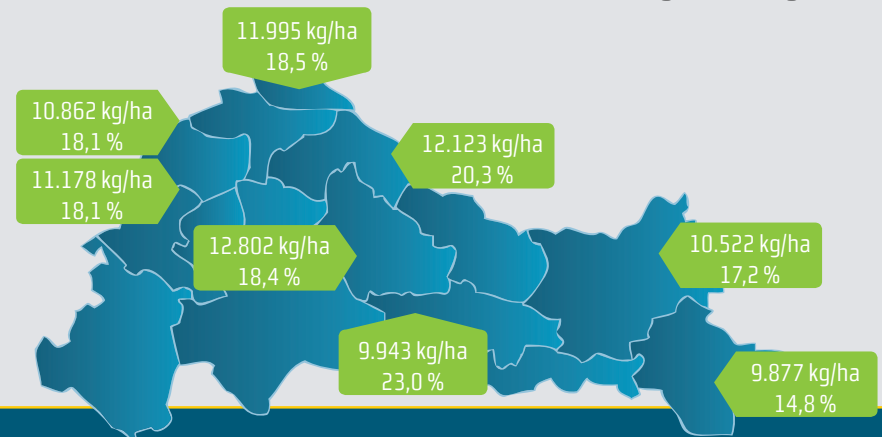 11.995 kg/ha
18,5 %
10.862 kg/ha
18,1 %
12.123 kg/ha
20,3 %
11.178 kg/ha
18,1 %
12.802 kg/ha
18,4 %
10.522 kg/ha
17,2 %
9.943 kg/ha
23,0 %
9.877 kg/ha
14,8 %